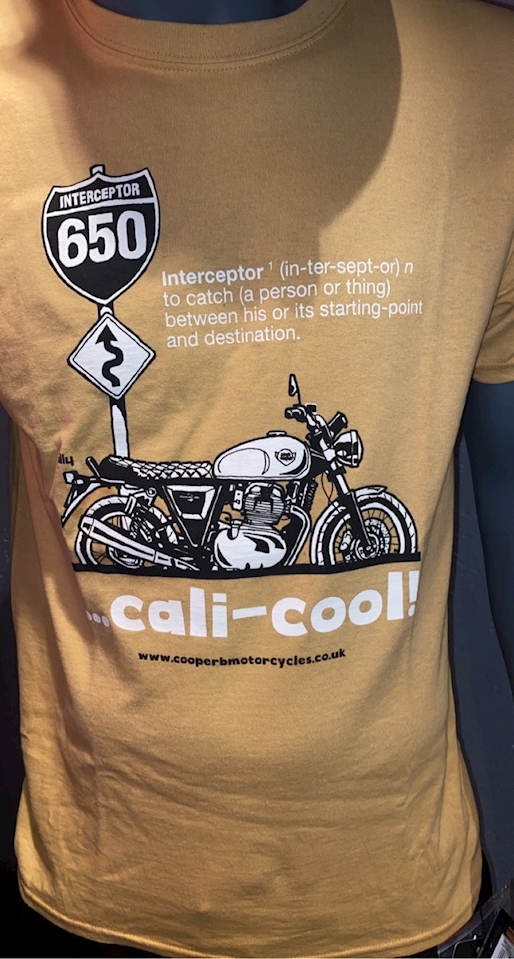 INTERCEPTOR
650
Interceptor ¹ (in-ter-sept-or) n
to catch (a person or thing)
between his or its starting-point
and destination.
...cali-cool!
www.cooperbmotorcycles.co.uk